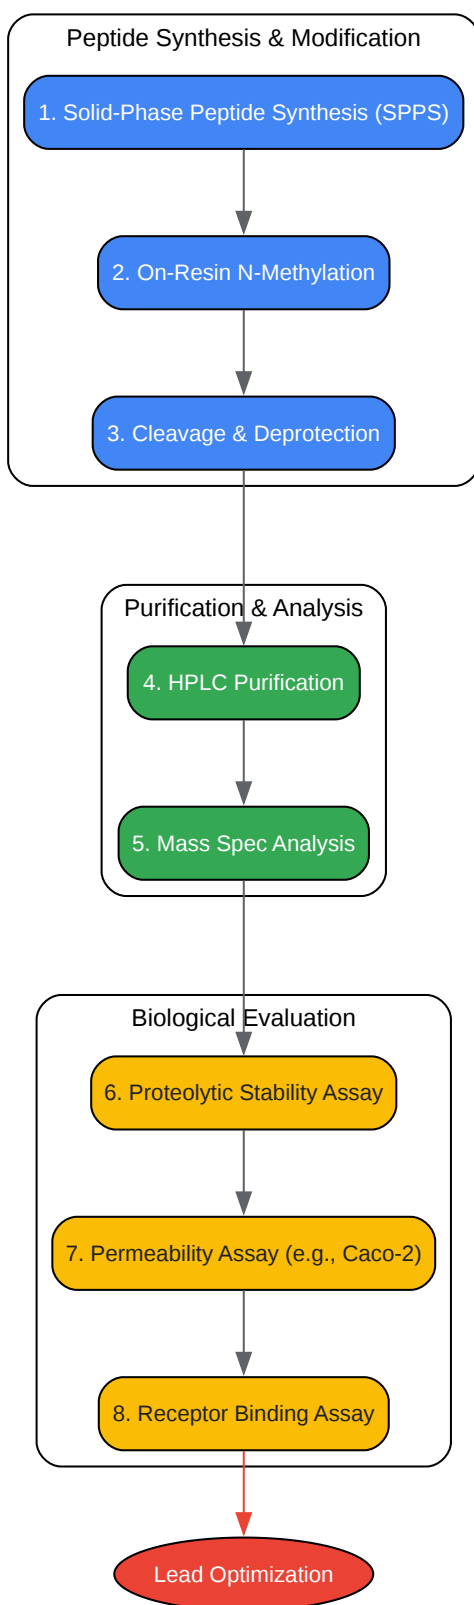 Peptide Synthesis & Modification
1. Solid-Phase Peptide Synthesis (SPPS)
2. On-Resin N-Methylation
3. Cleavage & Deprotection
Purification & Analysis
4. HPLC Purification
5. Mass Spec Analysis
Biological Evaluation
6. Proteolytic Stability Assay
7. Permeability Assay (e.g., Caco-2)
8. Receptor Binding Assay
Lead Optimization